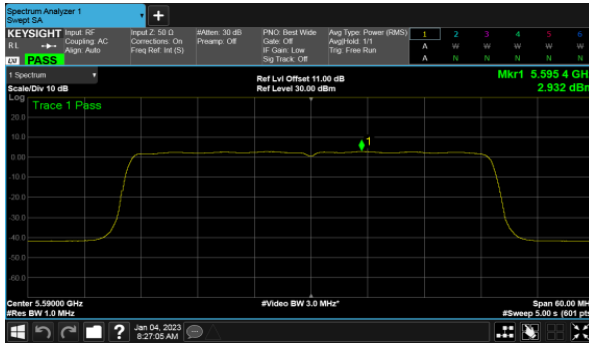 Spectrum Analyzer 1
Swept SA
+
KEYSIGHT Input: RF Input Z: 50 Ω #Atten: 30 dB PNO: Best Wide Avg Type: Power (RMS) 1 2 3 4 5 6
RL Coupling: AC Corrections: On Preamp: Off Gate: Off Avg|Hold: 1/1 A W W W W W
Align: Auto Freq Ref: Int (S) IF Gain: Low Trig: Free Run
LXI PASS Sig Track: Off A N N N N N
1 Spectrum Ref Lvl Offset 11.00 dB Mkr1 5.595 4 GH
Scale/Div 10 dB Ref Level 30.00 dBm 2.932 dBm
Log
Trace 1 Pass
20.0
10.0
1
0.00
-10.0
-20.0
-30.0
-40.0
-50.0
-60.0
Center 5.59000 GHz #Video BW 3.0 MHz* Span 60.00 MH
#Res BW 1.0 MHz #Sweep 5.00 s (601 pts
? Jan 04, 2023
8:27:05 AM